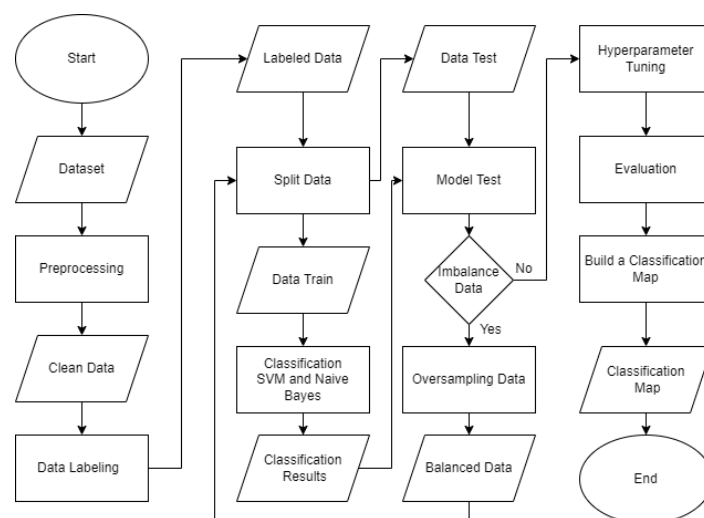 Start
Dataset
Preprocessing
Clean Data
Data Labeling
Labeled Data
Split Data
Data Train
Classification
SVM and Naive
Bayes
Classification
Results
Data Test
Model Test
Imbalance
Data
No
Yes
Oversampling Data
Balanced Data
Hyperparameter
Tuning
Evaluation
Build a Classification
Map
Classification
Map
End